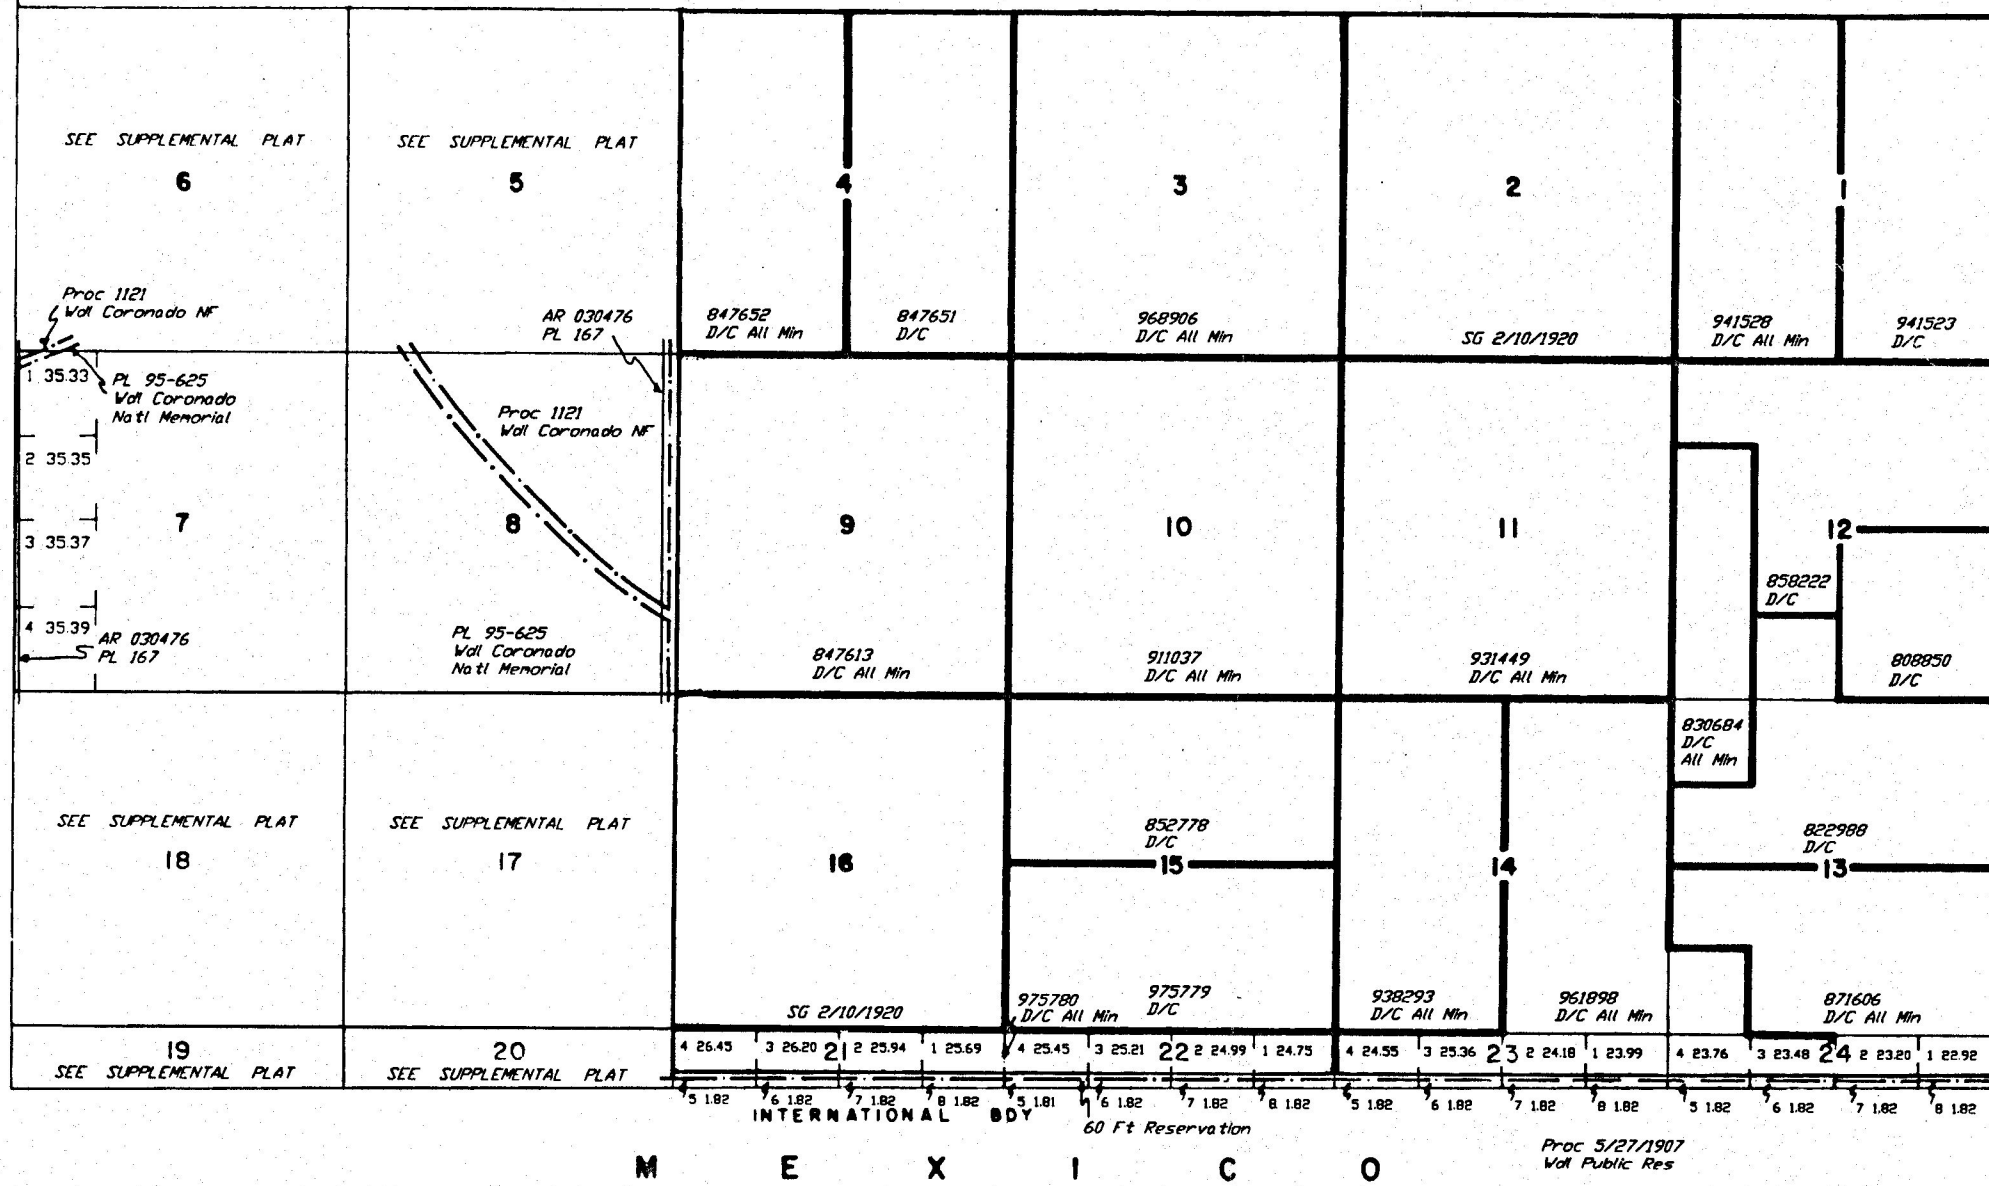 SEE SUPPLEMENTAL PLAT
6
SEE SUPPLEMENTAL PLAT
5
4
3
2
1
Proc 1121
Wdl Coronado NF
AR 030476
PL 167
847652
D/C All Min
847651
D/C
968906
D/C All Min
SG 2/10/1920
941528
D/C All Min
941523
D/C
1 35.33
PL 95-625
Wdl Coronado
Natl Memorial
2 35.35
3 35.37
4 35.39
7
AR 030476
PL 167
Proc 1121
Wdl Coronado NF
8
PL 95-625
Wdl Coronado
Natl Memorial
9
847613
D/C All Min
10
911037
D/C All Min
11
931449
D/C All Min
12
858222
D/C
808850
D/C
830684
D/C
All Min
SEE SUPPLEMENTAL PLAT
18
SEE SUPPLEMENTAL PLAT
17
16
SG 2/10/1920
852778
D/C
15
975780
D/C All Min
975779
D/C
14
938293
D/C All Min
961898
D/C All Min
822988
D/C
13
871606
D/C All Min
19
SEE SUPPLEMENTAL PLAT
20
SEE SUPPLEMENTAL PLAT
4 26.45 3 26.20 21 2 25.94 1 25.69
4 25.45 3 25.21 22 2 24.99 1 24.75
4 24.55 3 25.36 23 2 24.18 1 23.99
4 23.76 3 23.48 24 2 23.20 1 22.92
5 1.82 6 1.82 7 1.82 8 1.82
5 1.81 6 1.82 7 1.82 8 1.82
5 1.82 6 1.82 7 1.82 8 1.82
5 1.82 6 1.82 7 1.82 8 1.82
INTERNATIONAL BDY
60 Ft Reservation
Proc 5/27/1907
Wdl Public Res
MEXICO